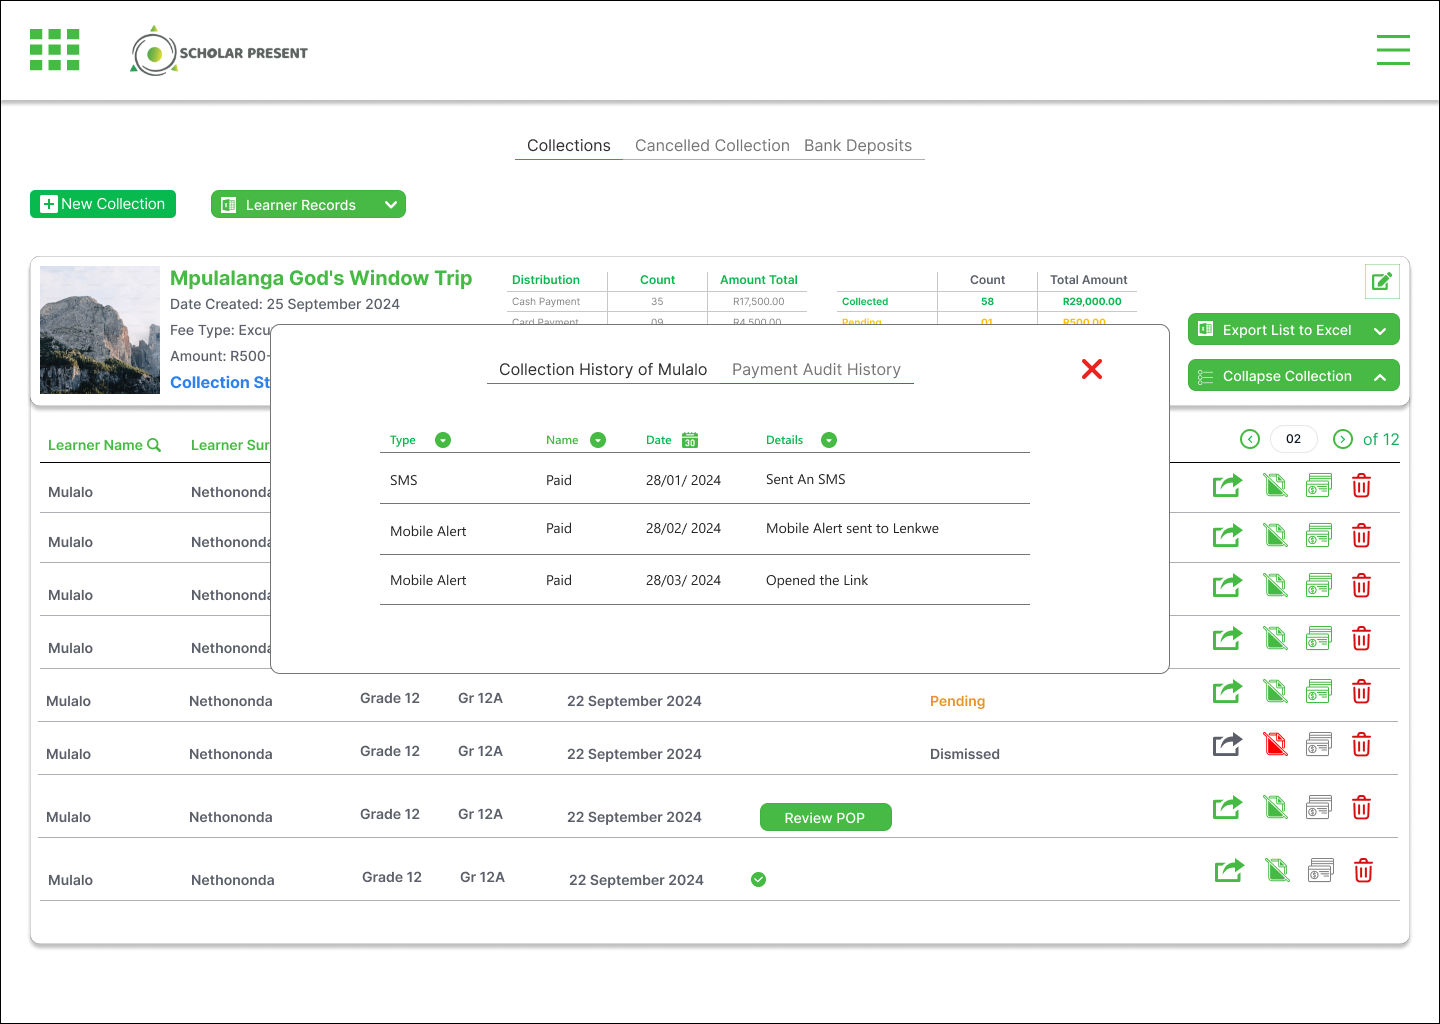 SCHOLAR PRESENT
Collections Cancelled Collection Bank Deposits
New Collection Learner Records
Mpulalanga God's Window Trip
Date Created: 25 September 2024
Fee Type: Excu
Amount: R500-
Collection St
Distribution Count Amount Total
Cash Payment 35 R17,500.00
Card Payment 09 R4,500.00
Count Total Amount
Collected 58 R29,000.00
Pending 01 R500.00
Export List to Excel
Collapse Collection
Collection History of Mulalo Payment Audit History
Type Name Date 30 Details
SMS Paid 28/01/ 2024 Sent An SMS
Mobile Alert Paid 28/02/ 2024 Mobile Alert sent to Lenkwe
Mobile Alert Paid 28/03/ 2024 Opened the Link
Learner Name Learner Sur 02 of 12
Mulalo Nethononda
Mulalo Nethononda
Mulalo Nethononda
Mulalo Nethononda
Mulalo Nethononda Grade 12 Gr 12A 22 September 2024 Pending
Mulalo Nethononda Grade 12 Gr 12A 22 September 2024 Dismissed
Mulalo Nethononda Grade 12 Gr 12A 22 September 2024 Review POP
Mulalo Nethononda Grade 12 Gr 12A 22 September 2024